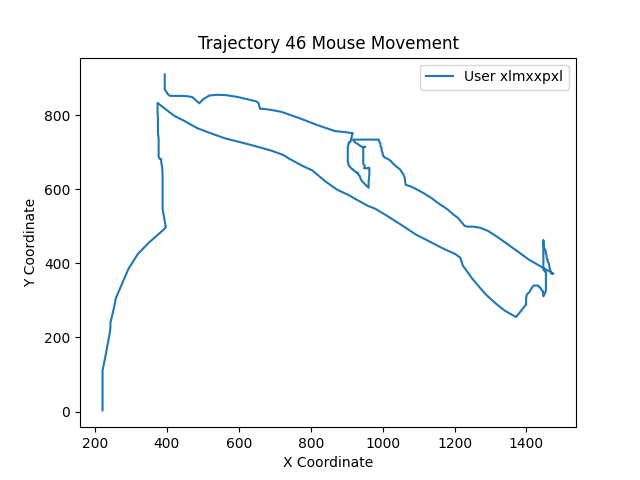 Trajectory 46 Mouse Movement
User xlmxxpxl
800
600
400
200
0
Y Coordinate
200 400 600 800 1000 1200 1400
X Coordinate